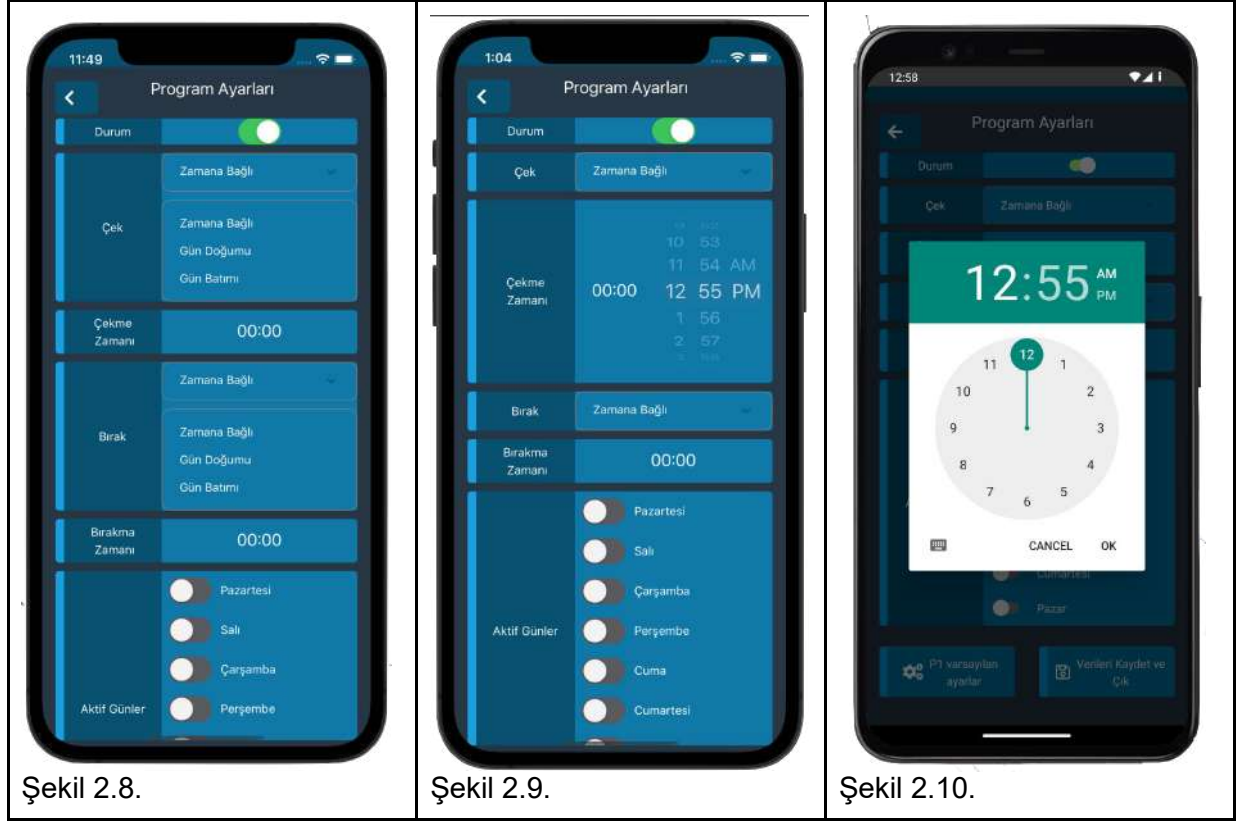 11:49
Program Ayarları
Durum
Zamana Bağlı
Çek
Zamana Bağlı
Gün Doğumu
Gün Batımı
Çekme
Zamanı
00:00
Zamana Bağlı
Bırak
Zamana Bağlı
Gün Doğumu
Gün Batımı
Bırakma
Zamanı
00:00
Aktif Günler
Pazartesi
Salı
Çarşamba
Perşembe
Şekil 2.8.
1:04
Program Ayarları
Durum
Çek
Zamana Bağlı
Çekme
Zamanı
00:00
10 53
11 54 AM
12 55 PM
1 56
2 57
Bırak
Zamana Bağlı
Bırakma
Zamanı
00:00
Aktif Günler
Pazartesi
Salı
Çarşamba
Perşembe
Cuma
Cumartesi
Şekil 2.9.
12:58
Program Ayarları
Durum
Çek
Zamana Bağlı
12:55
AM
PM
12
1
2
3
4
5
6
7
8
9
10
11
CANCEL OK
Cumartesi
Pazar
P1 varsayılan
ayarlar
Verileri Kaydet ve
Çık
Şekil 2.10.